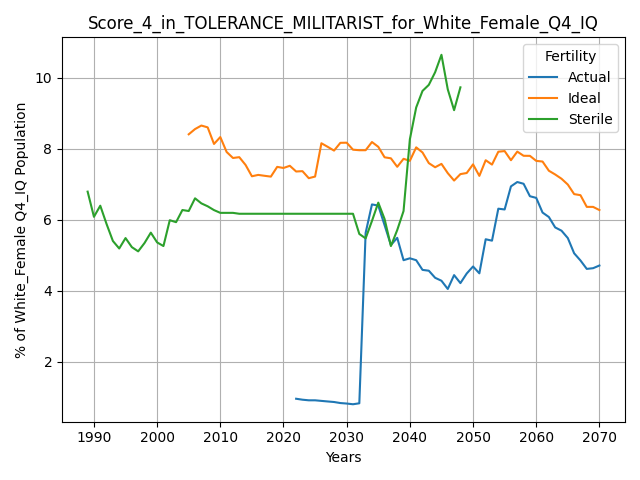 Score_4_in_TOLERANCE_MILITARIST_for_White_Female_Q4_IQ
% of White_Female Q4_IQ Population
10
8
6
4
2
Fertility
Actual
Ideal
Sterile
1990 2000 2010 2020 2030 2040 2050 2060 2070
Years